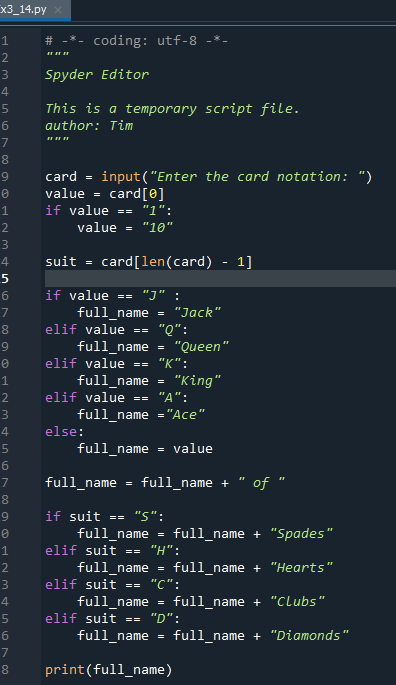 x3_14.py ×
1 # -*- coding: utf-8 -*-
2 """
3 Spyder Editor
4
5 This is a temporary script file.
6 author: Tim
7 """
8
9 card = input("Enter the card notation: ")
0 value = card[0]
1 if value == "1":
2     value = "10"
3
4 suit = card[len(card) - 1]
5
6 if value == "J" :
7     full_name = "Jack"
8 elif value == "Q":
9     full_name = "Queen"
0 elif value == "K":
1     full_name = "King"
2 elif value == "A":
3     full_name ="Ace"
4 else:
5     full_name = value
6
7 full_name = full_name + " of "
8
9 if suit == "S":
0     full_name = full_name + "Spades"
1 elif suit == "H":
2     full_name = full_name + "Hearts"
3 elif suit == "C":
4     full_name = full_name + "Clubs"
5 elif suit == "D":
6     full_name = full_name + "Diamonds"
7
8 print(full_name)